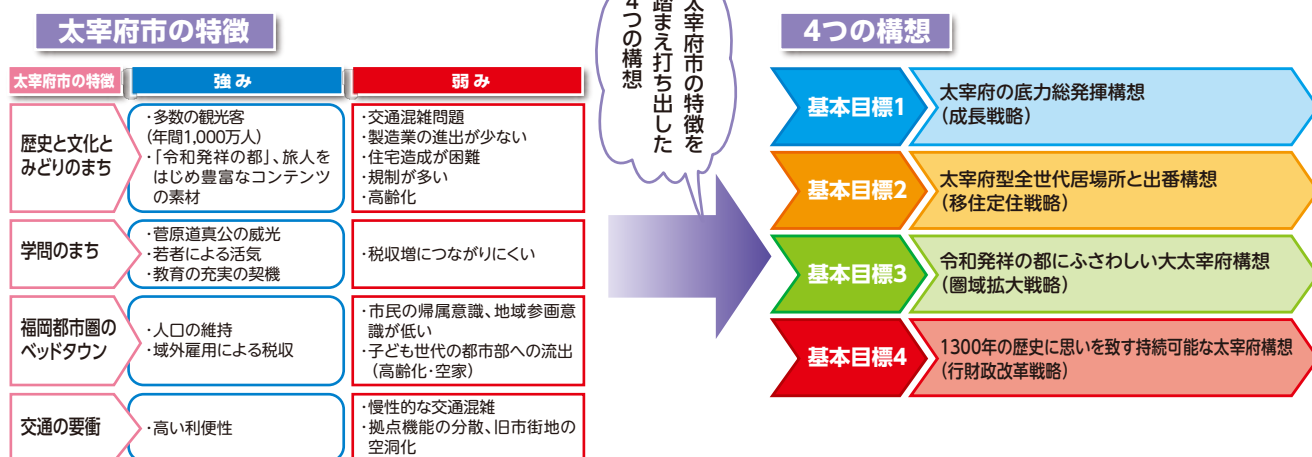 太宰府市の特徴
太宰府市の特徴
強み
弱み
歴史と文化と
みどりのまち
・多数の観光客
(年間1,000万人)
・「令和発祥の都」、旅人を
はじめ豊富なコンテンツ
の素材
・交通混雑問題
・製造業の進出が少ない
・住宅造成が困難
・規制が多い
・高齢化
学問のまち
・菅原道真公の威光
・若者による活気
・教育の充実の契機
・税収増につながりにくい
福岡都市圏の
ベッドタウン
・人口の維持
・域外雇用による税収
・市民の帰属意識、地域参画意
識が低い
・子ども世代の都市部への流出
(高齢化・空家)
交通の要衝
・高い利便性
・慢性的な交通混雑
・拠点機能の分散、旧市街地の
空洞化
太宰府市の特徴を
踏まえ打ち出した
4つの構想
4つの構想
基本目標1
太宰府の底力総発揮構想
(成長戦略)
基本目標2
太宰府型全世代居場所と出番構想
(移住定住戦略)
基本目標3
令和発祥の都にふさわしい大太宰府構想
(圏域拡大戦略)
基本目標4
1300年の歴史に思いを致す持続可能な太宰府構想
(行財政改革戦略)